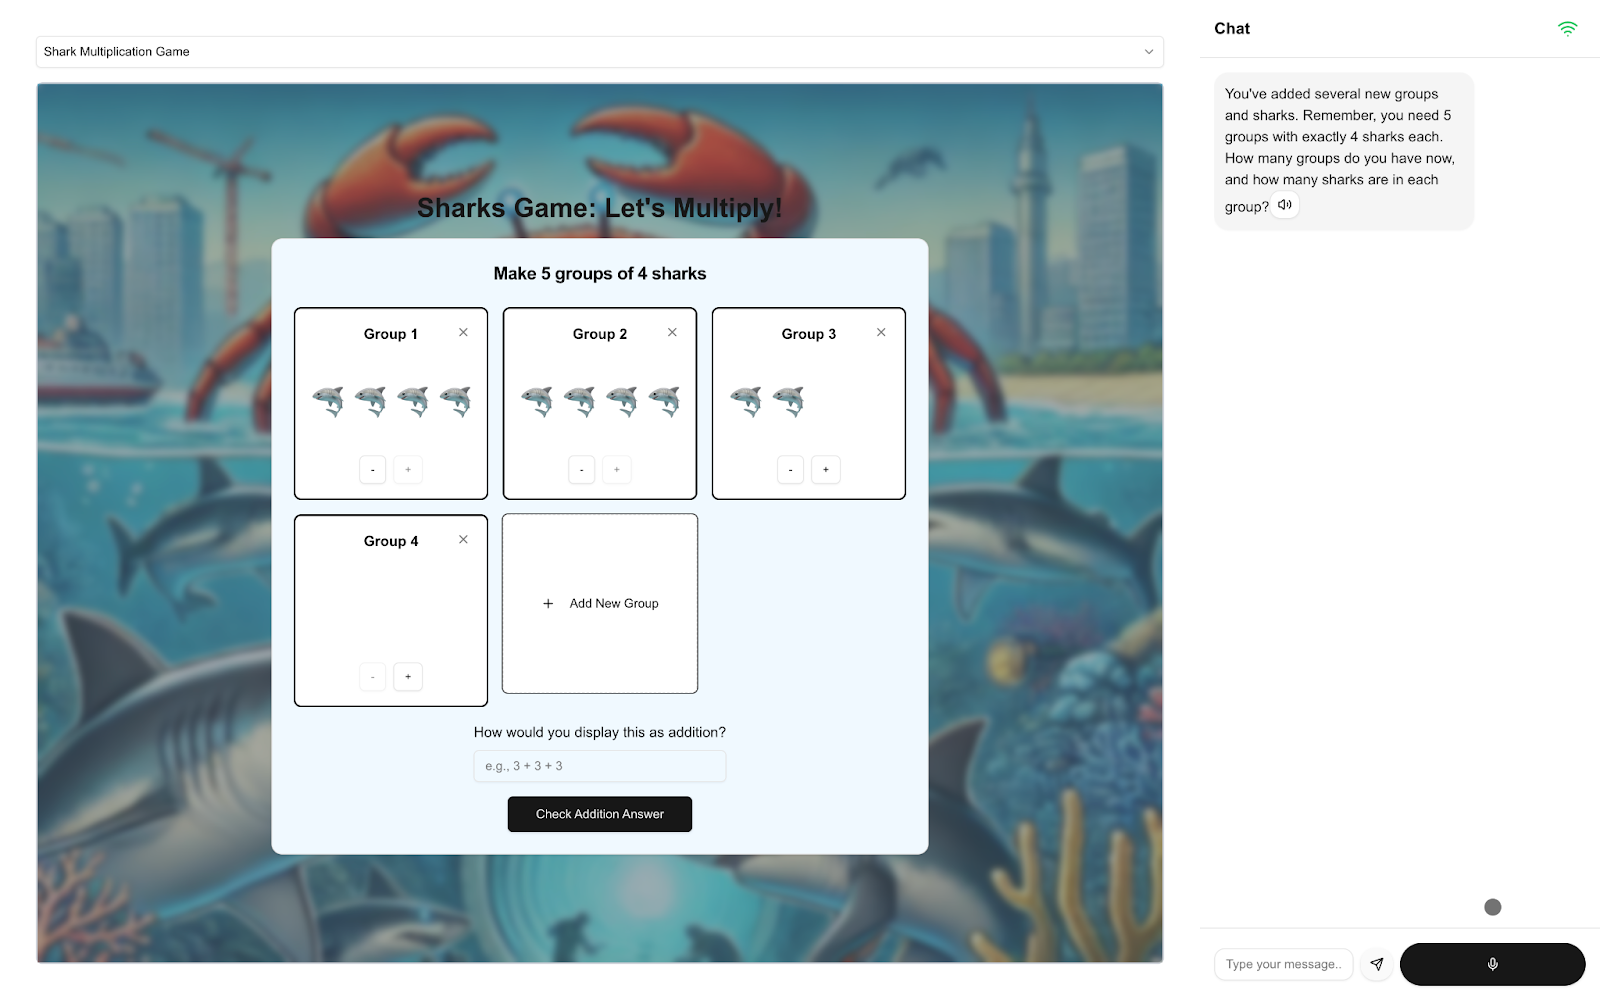 Shark Multiplication Game
Sharks Game: Let's Multiply!
Make 5 groups of 4 sharks
Group 1
Group 2
Group 3
-
+
-
+
-
+
Group 4
-
+
+ Add New Group
How would you display this as addition?
e.g., 3 + 3 + 3
Check Addition Answer
Chat
You've added several new groups
and sharks. Remember, you need 5
groups with exactly 4 sharks each.
How many groups do you have now,
and how many sharks are in each
group?
Type your message..